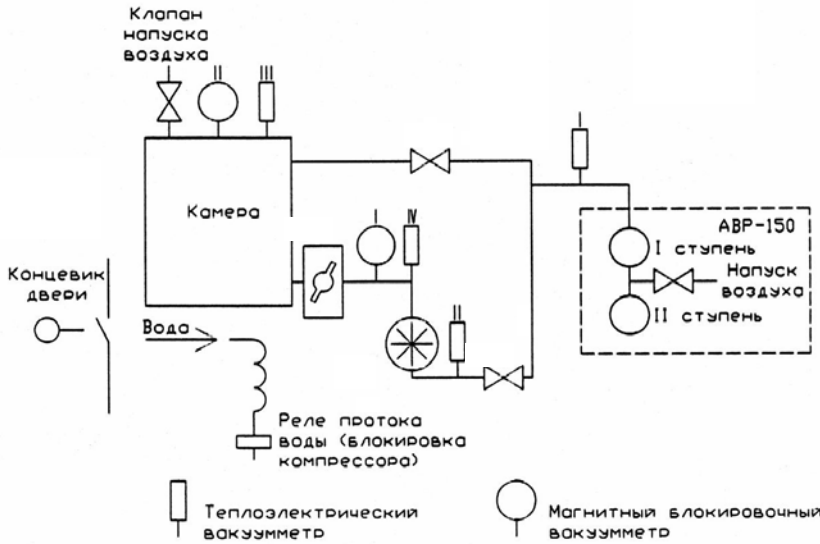 Клапан
напуска
воздуха
II
III
I
Камера
I
IV
АВР-150
I ступень
Напуск
воздуха
II ступень
Концевик
двери
Вода
II
Реле протока
воды (блокировка
компрессора)
Теплоэлектрический
вакуумметр
Магнитный блокировочный
вакуумметр